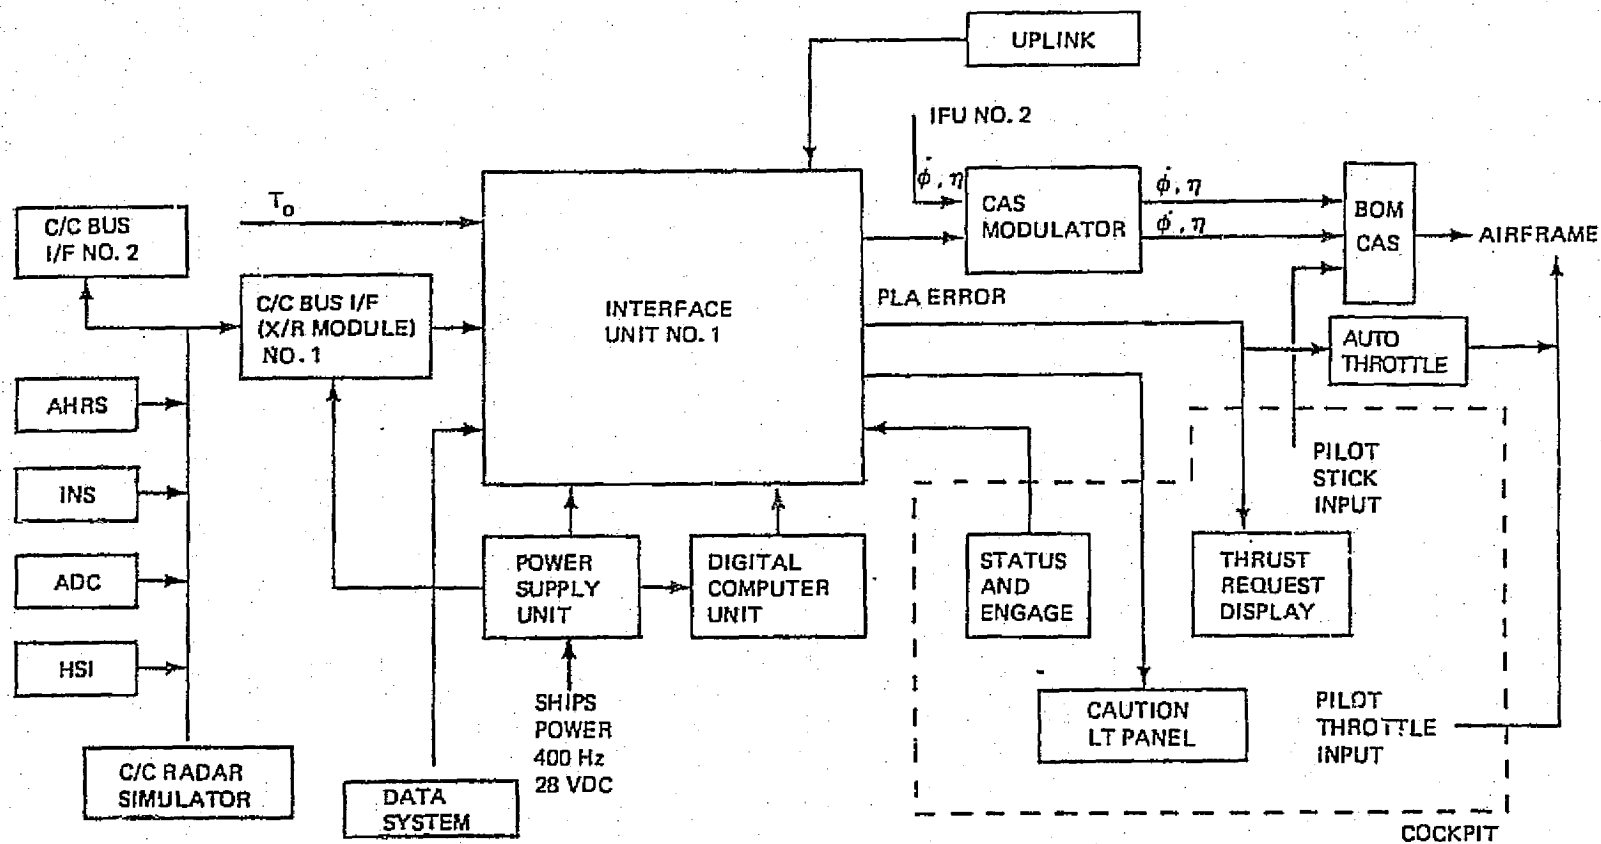 UPLINK
IFU NO. 2
φ̇, η
CAS
MODULATOR
φ̇, η
φ̇, η
BOM
CAS
AIRFRAME
T₀
C/C BUS
I/F NO. 2
C/C BUS I/F
(X/R MODULE)
NO. 1
INTERFACE
UNIT NO. 1
PLA ERROR
AUTO
THROTTLE
AHRS
INS
ADC
HSI
PILOT
STICK
INPUT
POWER
SUPPLY
UNIT
DIGITAL
COMPUTER
UNIT
STATUS
AND
ENGAGE
THRUST
REQUEST
DISPLAY
SHIPS
POWER
400 Hz
28 VDC
CAUTION
LT PANEL
PILOT
THROTTLE
INPUT
C/C RADAR
SIMULATOR
DATA
SYSTEM
COCKPIT